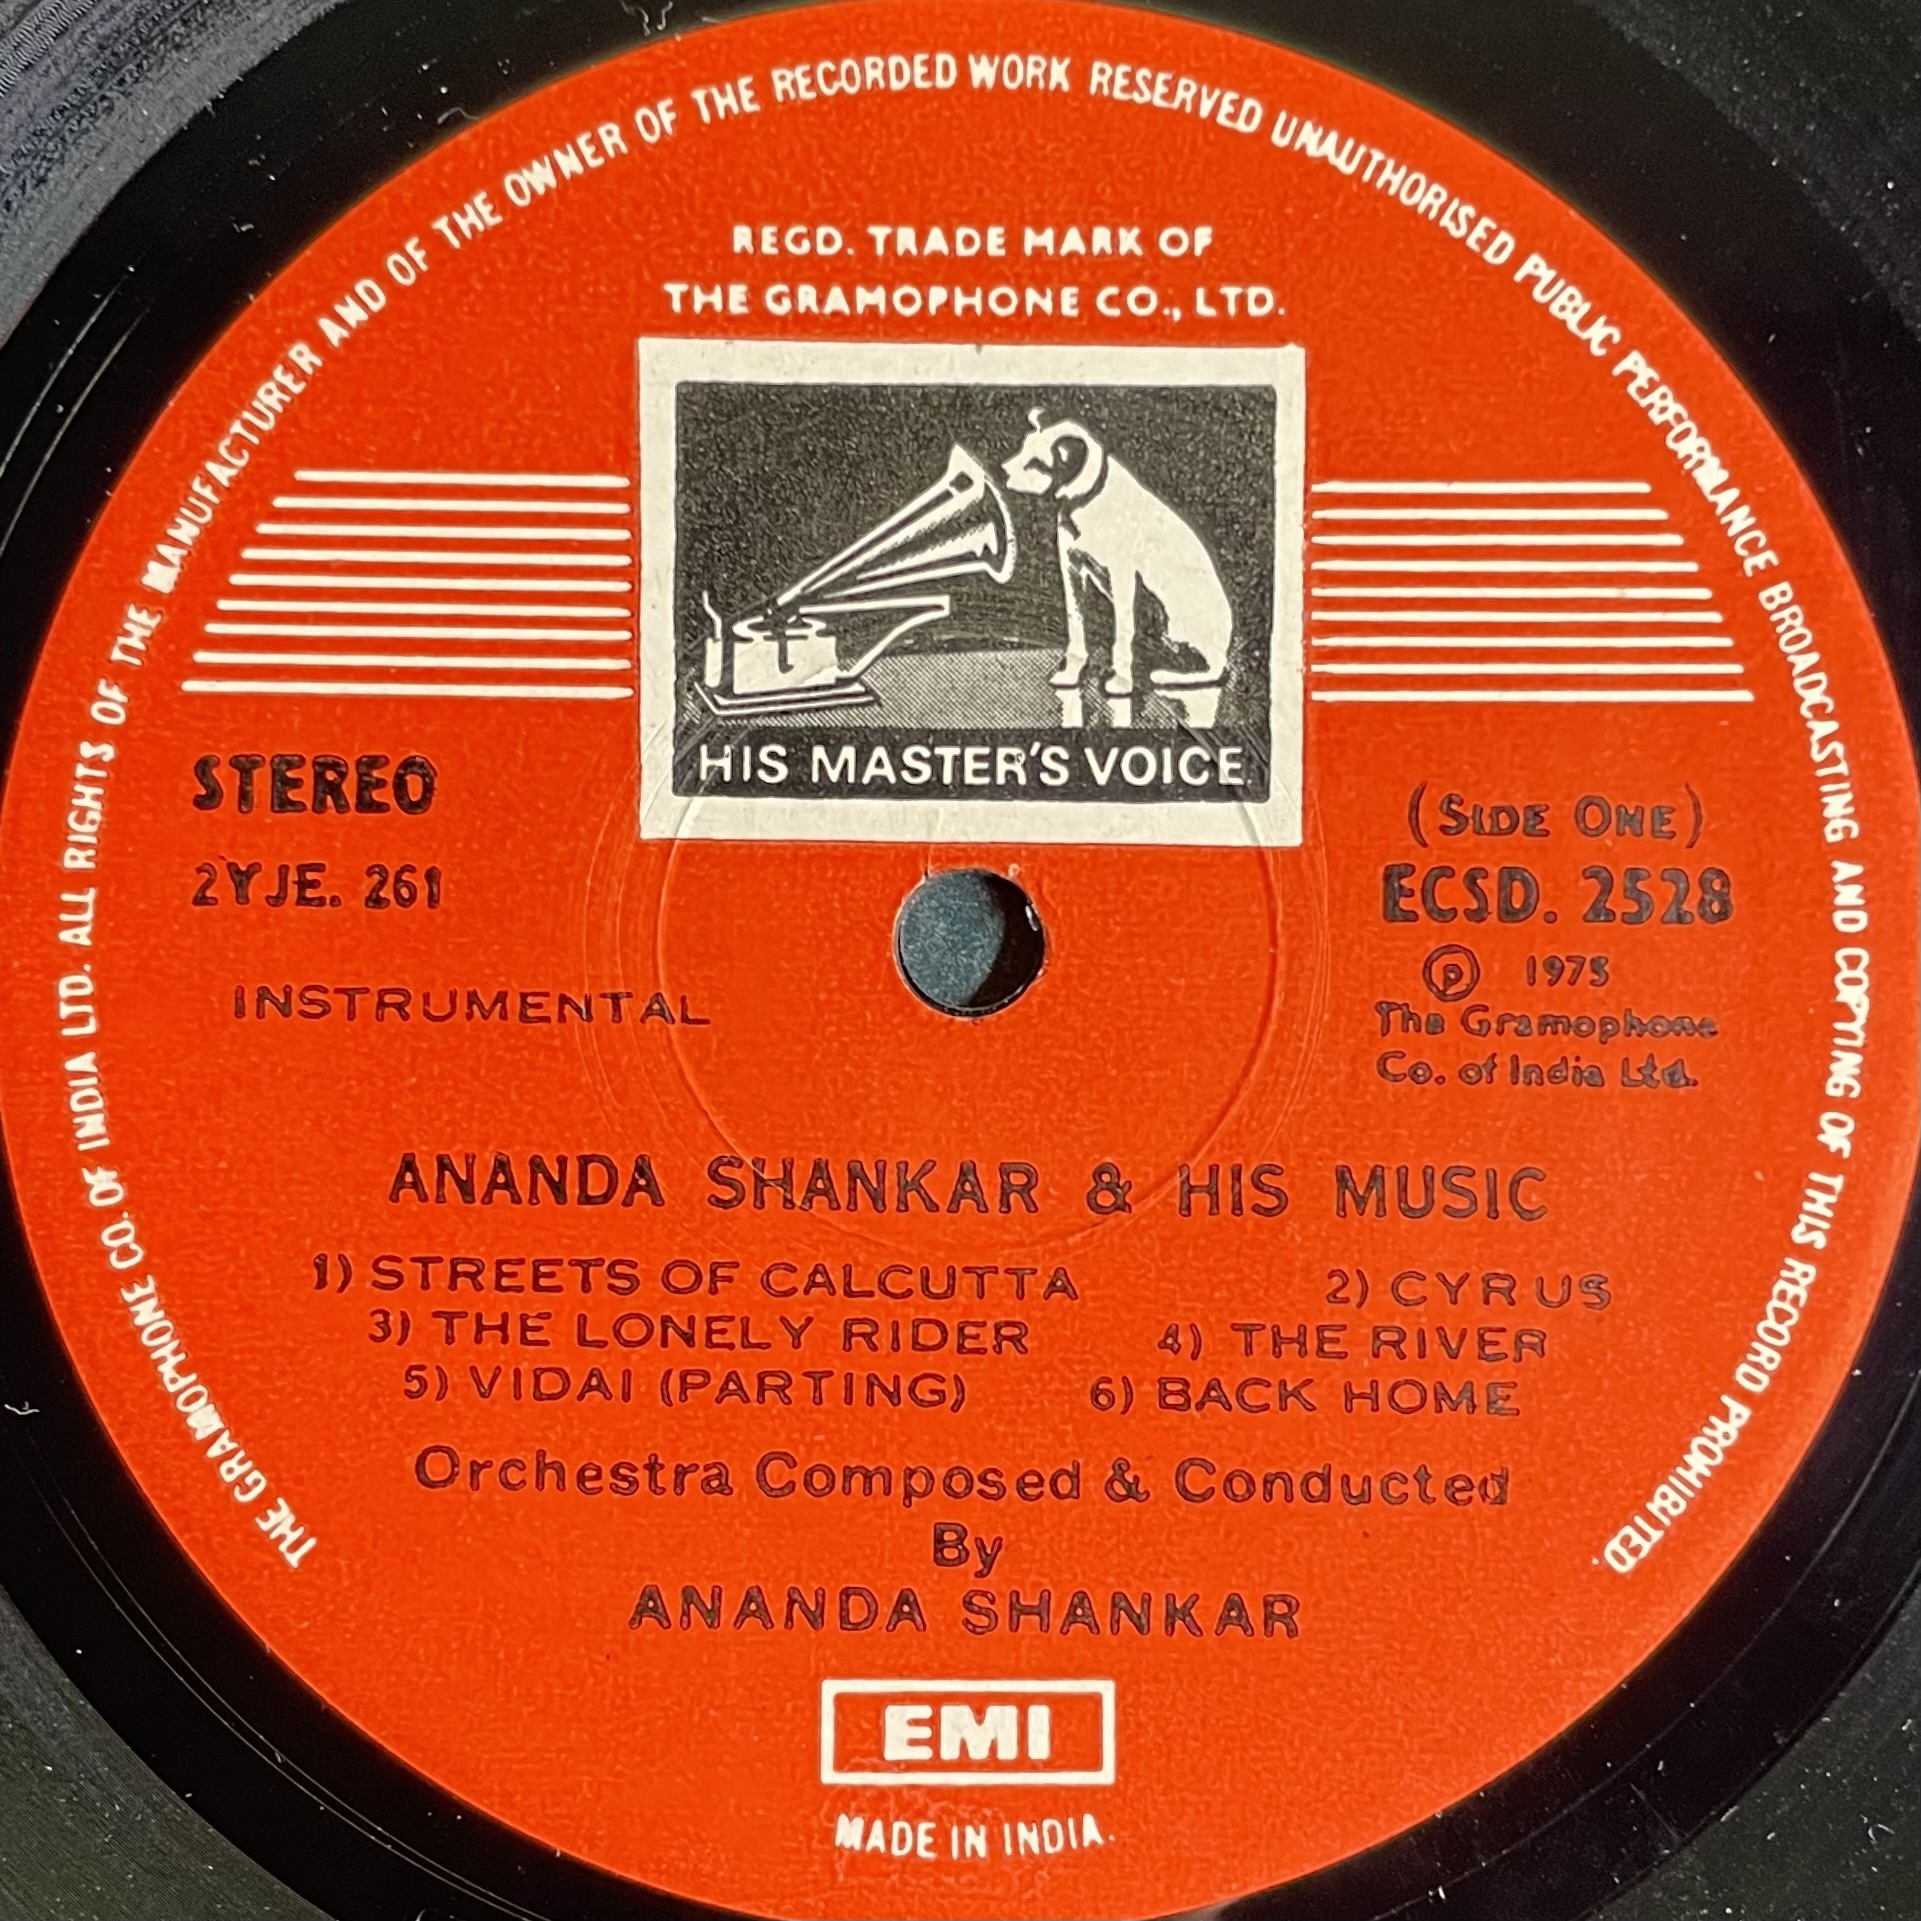 THE GRAMOPHONE CO. OF INDIA LTD. ALL RIGHTS OF THE MANUFACTURER AND OF THE OWNER OF THE RECORDED WORK RESERVED UNAUTHORISED PUBLIC PERFORMANCE BROADCASTING AND COPYING OF THIS RECORD PROHIBITED.
REGD. TRADE MARK OF
THE GRAMOPHONE CO., LTD.
HIS MASTER'S VOICE
STEREO
2YJE. 261
INSTRUMENTAL
(SIDE ONE)
ECSD. 2528
Ⓟ 1975
The Gramophone
Co. of India Ltd.
ANANDA SHANKAR & HIS MUSIC
1) STREETS OF CALCUTTA 2) CYRUS
3) THE LONELY RIDER 4) THE RIVER
5) VIDAI (PARTING) 6) BACK HOME
Orchestra Composed & Conducted
By
ANANDA SHANKAR
EMI
MADE IN INDIA.